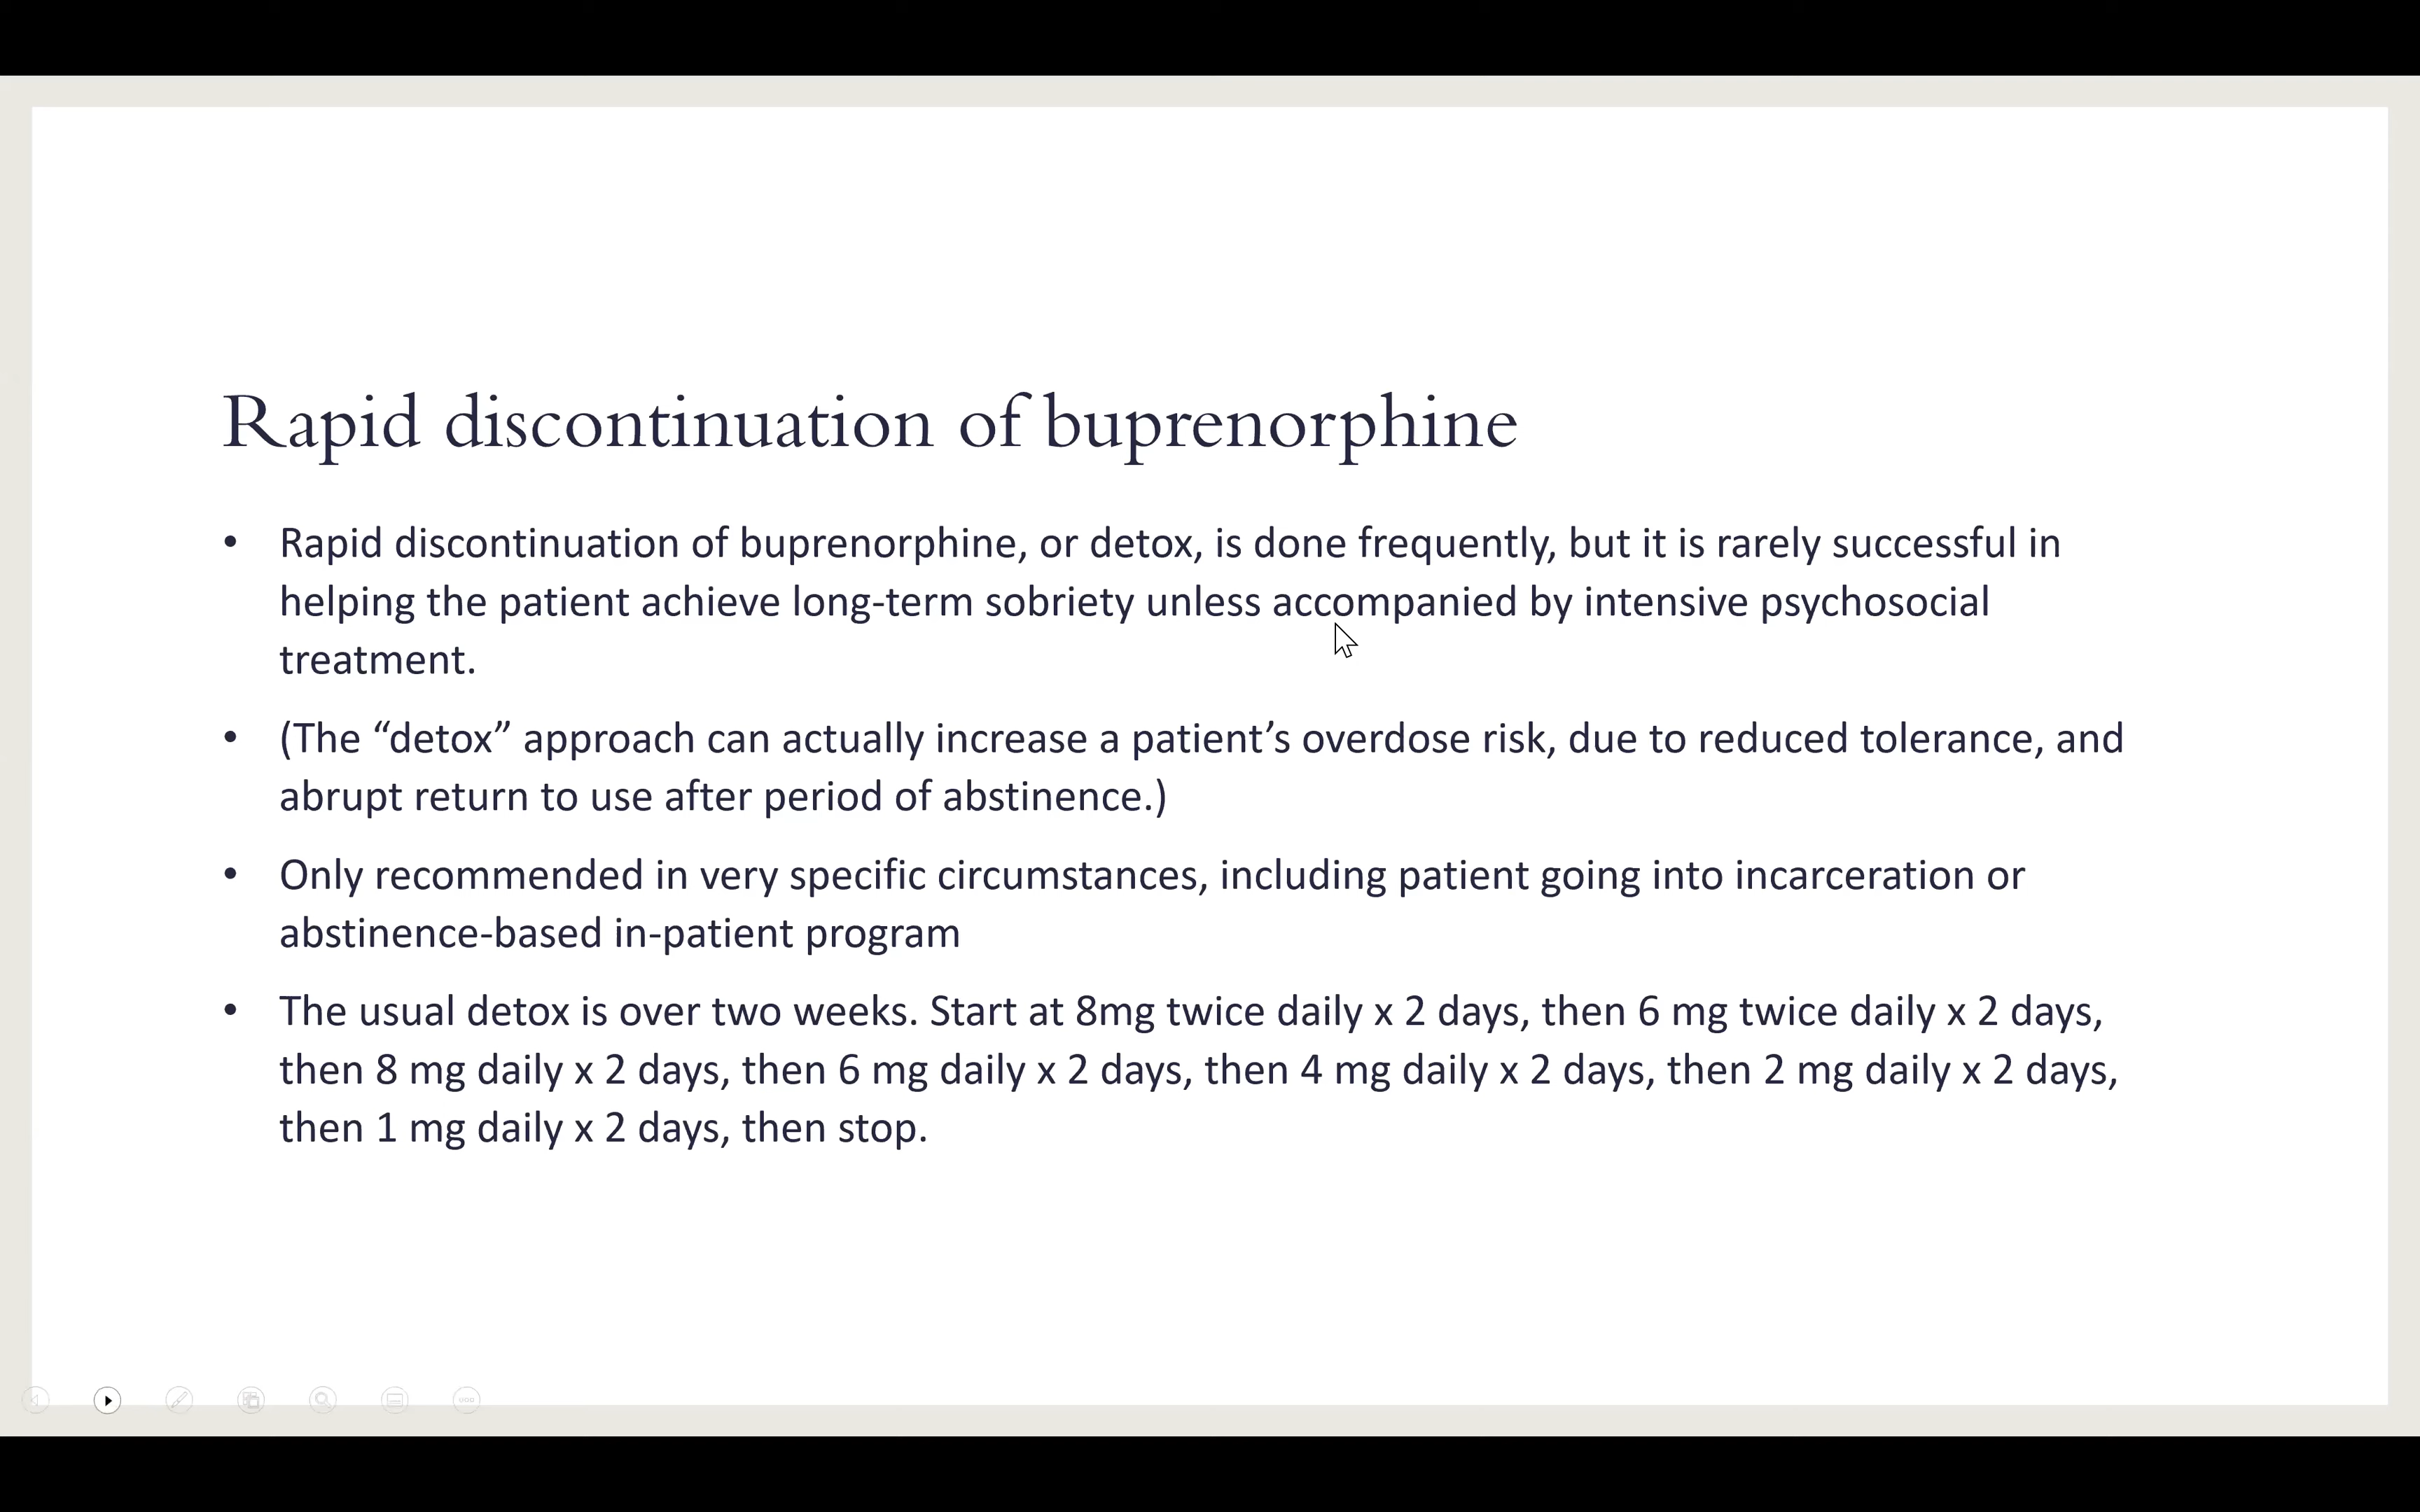 Rapid discontinuation of buprenorphine
• Rapid discontinuation of buprenorphine, or detox, is done frequently, but it is rarely successful in
helping the patient achieve long-term sobriety unless accompanied by intensive psychosocial
treatment.
• (The “detox” approach can actually increase a patient’s overdose risk, due to reduced tolerance, and
abrupt return to use after period of abstinence.)
• Only recommended in very specific circumstances, including patient going into incarceration or
abstinence-based in-patient program
• The usual detox is over two weeks. Start at 8mg twice daily x 2 days, then 6 mg twice daily x 2 days,
then 8 mg daily x 2 days, then 6 mg daily x 2 days, then 4 mg daily x 2 days, then 2 mg daily x 2 days,
then 1 mg daily x 2 days, then stop.